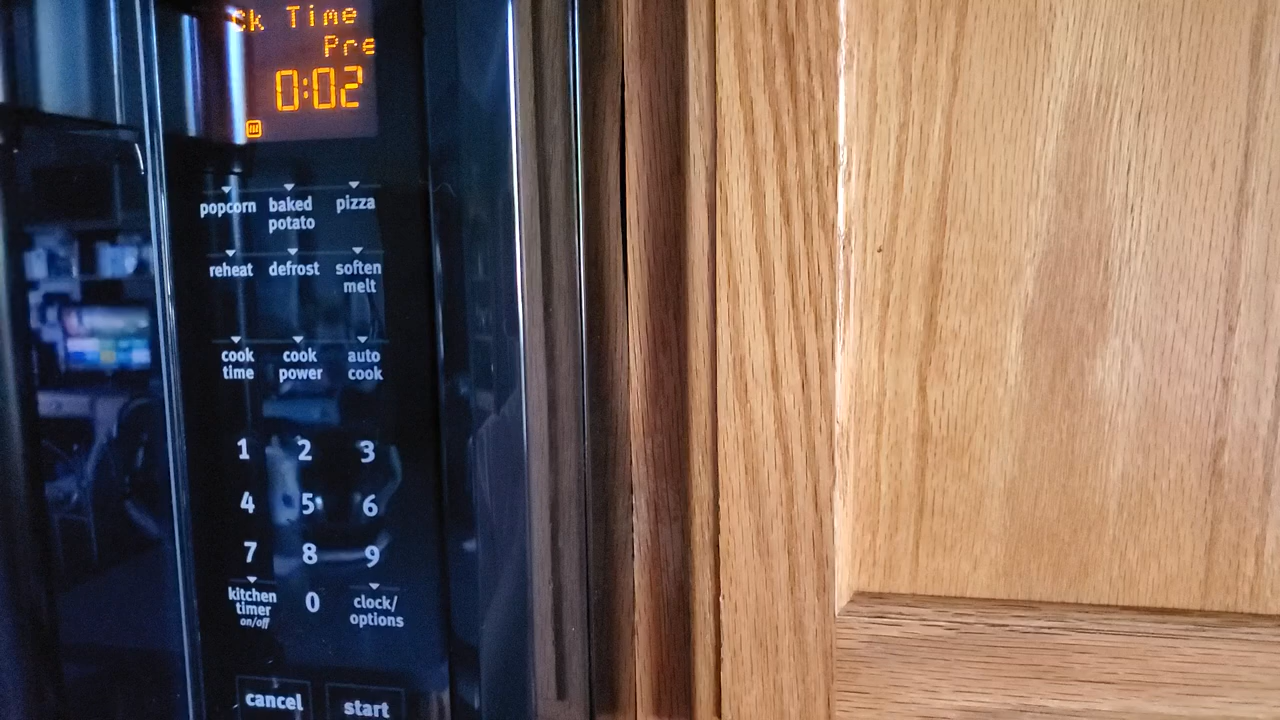 Ck Time
Pre
0:02
popcorn baked potato pizza
reheat defrost soften melt
cook time cook power auto cook
1 2 3
4 5 6
7 8 9
kitchen timer on/off 0 clock/ options
cancel start